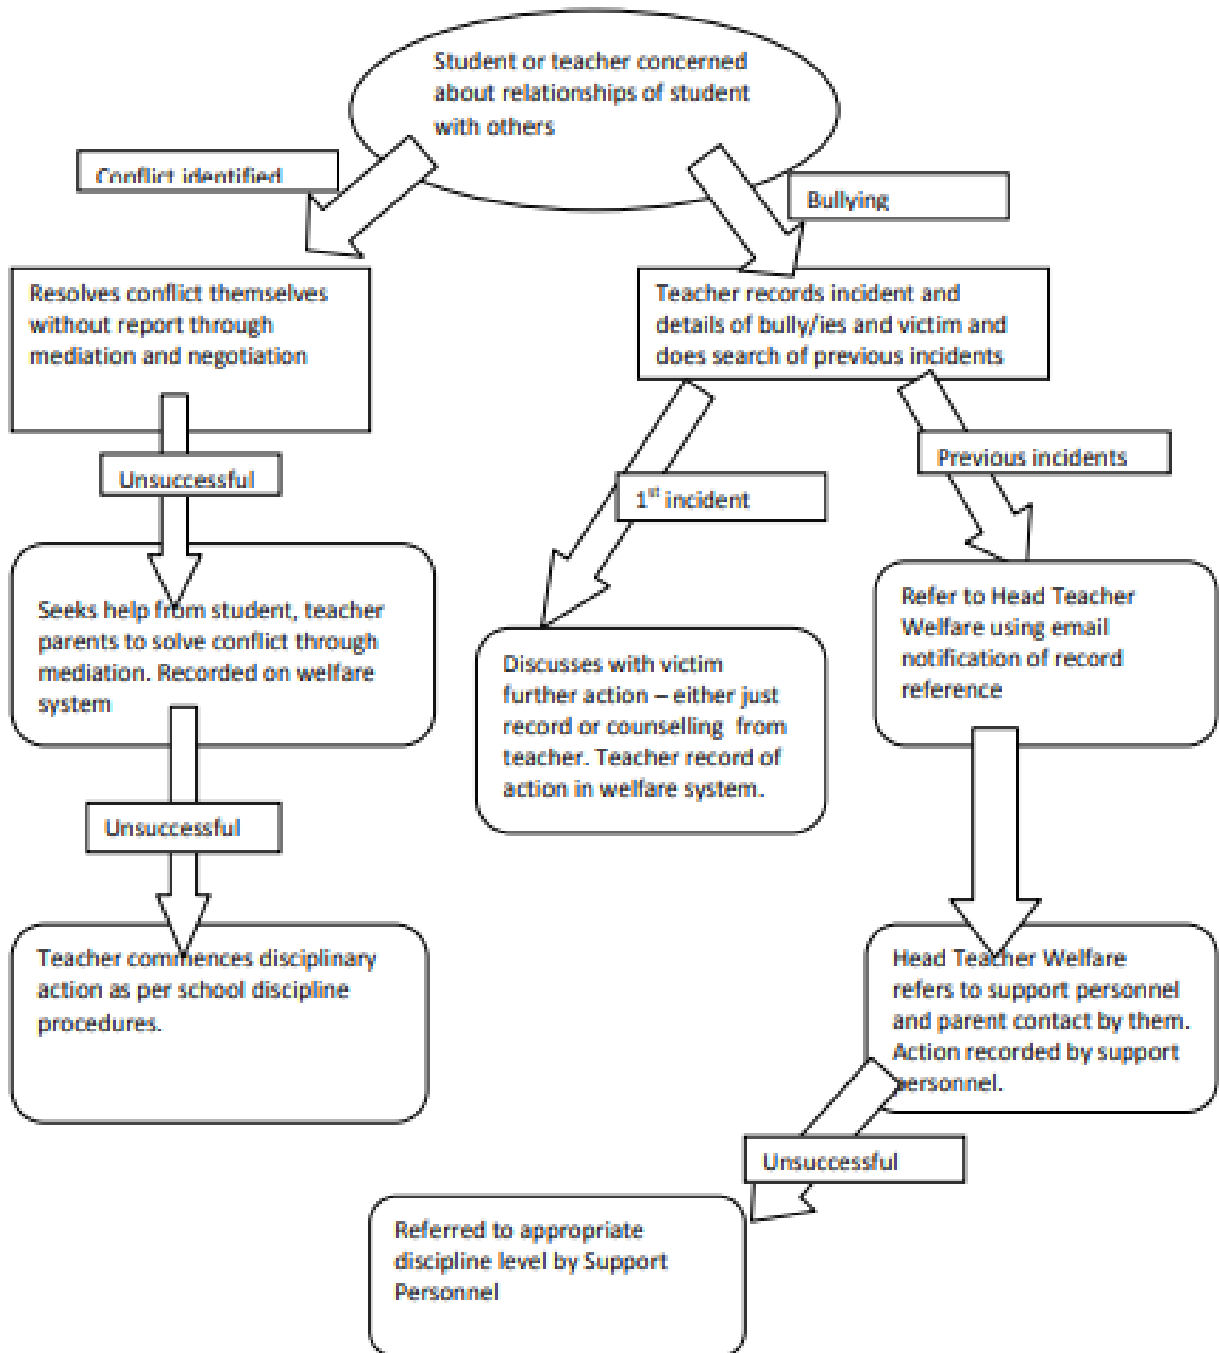 Student or teacher concerned
about relationships of student
with others
Conflict identified
Bullying
Resolves conflict themselves
without report through
mediation and negotiation
Teacher records incident and
details of bully/ies and victim and
does search of previous incidents
Unsuccessful
1st incident
Previous incidents
Seeks help from student, teacher
parents to solve conflict through
mediation. Recorded on welfare
system
Discusses with victim
further action – either just
record or counselling from
teacher. Teacher record of
action in welfare system.
Refer to Head Teacher
Welfare using email
notification of record
reference
Unsuccessful
Teacher commences disciplinary
action as per school discipline
procedures.
Head Teacher Welfare
refers to support personnel
and parent contact by them.
Action recorded by support
personnel.
Unsuccessful
Referred to appropriate
discipline level by Support
Personnel